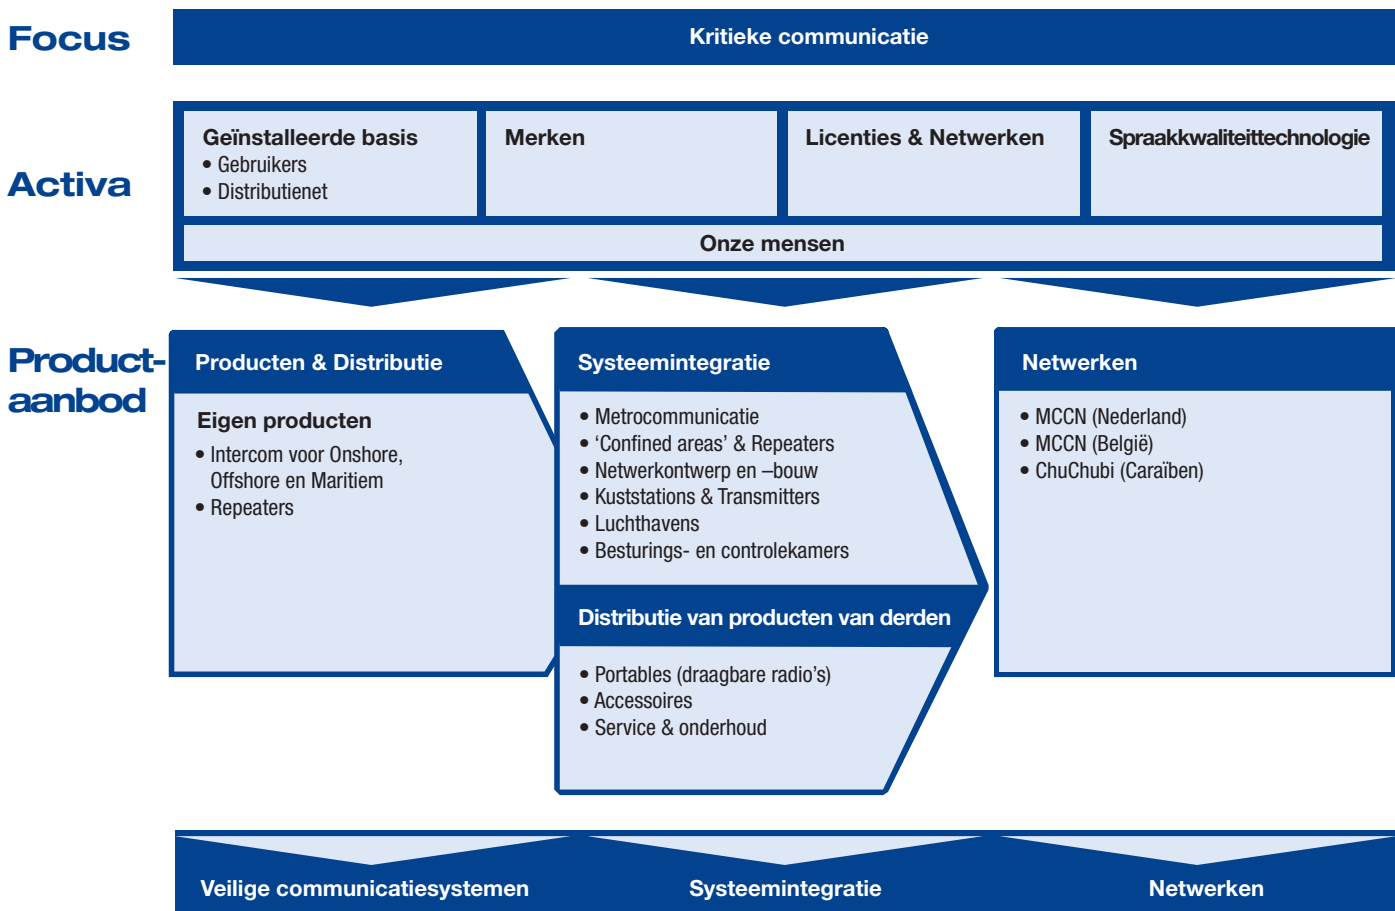 Focus
Kritieke communicatie
Activa
Geïnstalleerde basis
• Gebruikers
• Distributienet
Merken
Licenties & Netwerken
Spraakkwaliteittechnologie
Onze mensen
Product-
aanbod
Producten & Distributie
Eigen producten
• Intercom voor Onshore,
Offshore en Maritiem
• Repeaters
Systeemintegratie
• Metrocommunicatie
• ‘Confined areas’ & Repeaters
• Netwerkontwerp en –bouw
• Kuststations & Transmitters
• Luchthavens
• Besturings- en controlekamers
Distributie van producten van derden
• Portables (draagbare radio’s)
• Accessoires
• Service & onderhoud
Netwerken
• MCCN (Nederland)
• MCCN (België)
• ChuChubi (Caraïben)
Veilige communicatiesystemen
Systeemintegratie
Netwerken